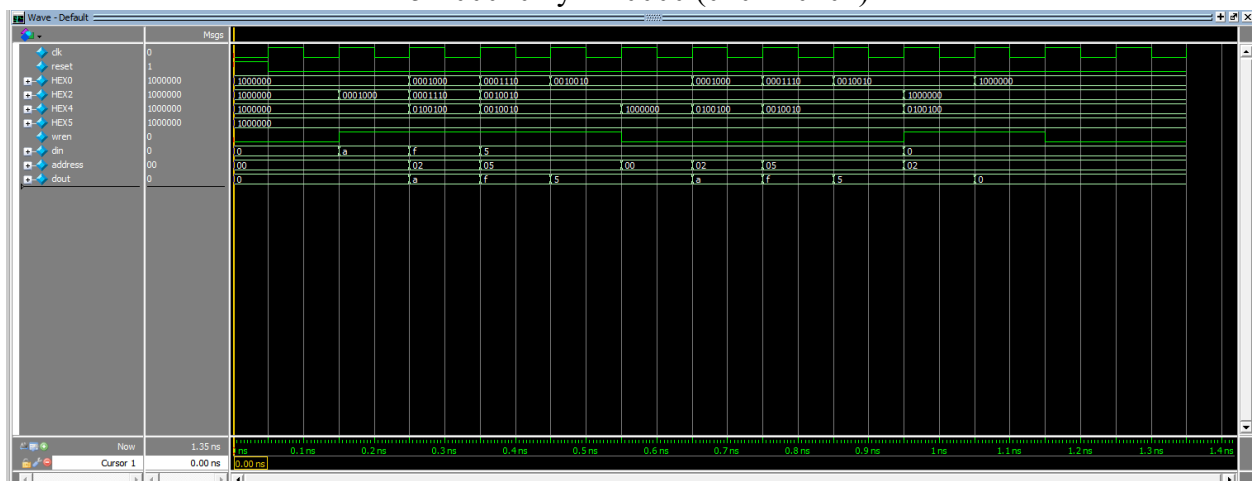 Wave - Default
Msgs
clk 0
reset 1
HEX0 1000000 1000000 0001000 0001110 0010010 0001000 0001110 0010010 1000000
HEX2 1000000 1000000 0001000 0001110 0010010 1000000
HEX4 1000000 1000000 0100100 0010010 1000000 0100100 0010010 0100100
HEX5 1000000 1000000
wren 0
din 0 0 a f 5 0
address 00 00 02 05 00 02 05 02
dout 0 0 a f 5 a f 5 0
Now 1.35 ns ns 0.1 ns 0.2 ns 0.3 ns 0.4 ns 0.5 ns 0.6 ns 0.7 ns 0.8 ns 0.9 ns 1 ns 1.1 ns 1.2 ns 1.3 ns 1.4 ns
Cursor 1 0.00 ns 0.00 ns